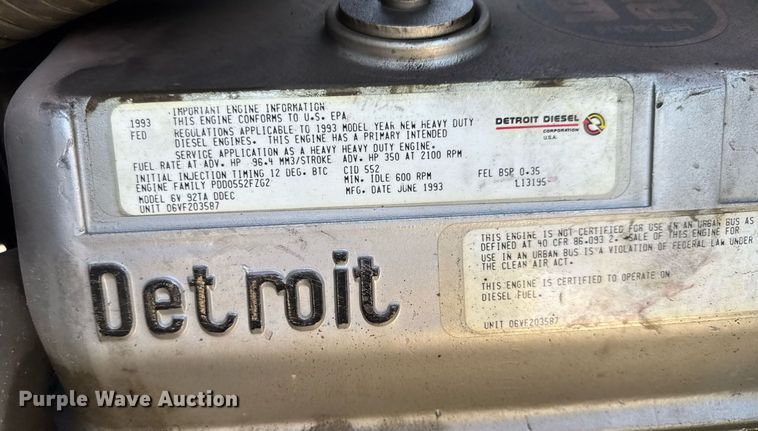 IMPORTANT ENGINE INFORMATION
1993 THIS ENGINE CONFORMS TO U.S. EPA
FED REGULATIONS APPLICABLE TO 1993 MODEL YEAR NEW HEAVY DUTY
DIESEL ENGINES. THIS ENGINE HAS A PRIMARY INTENDED
SERVICE APPLICATION AS A HEAVY HEAVY DUTY ENGINE.
FUEL RATE AT ADV. HP 96.4 MM3/STROKE ADV. HP 350 AT 2100 RPM
INITIAL INJECTION TIMING 12 DEG. BTC CID 552 FEL BSP 0.35
ENGINE FAMILY PDD0552FZG2 MIN. IDLE 600 RPM L13195
MODEL 6V 92TA DDEC MFG. DATE JUNE 1993
UNIT 06VF203587
DETROIT DIESEL
CORPORATION
U.S.A.
THIS ENGINE IS NOT CERTIFIED FOR USE IN AN URBAN BUS AS
DEFINED AT 40 CFR 86.093 2. SALE OF THIS ENGINE FOR
USE IN AN URBAN BUS IS A VIOLATION OF FEDERAL LAW UNDER
THE CLEAN AIR ACT.
THIS ENGINE IS CERTIFIED TO OPERATE ON
DIESEL FUEL.
UNIT 06VF203587
Detroit
Purple Wave Auction